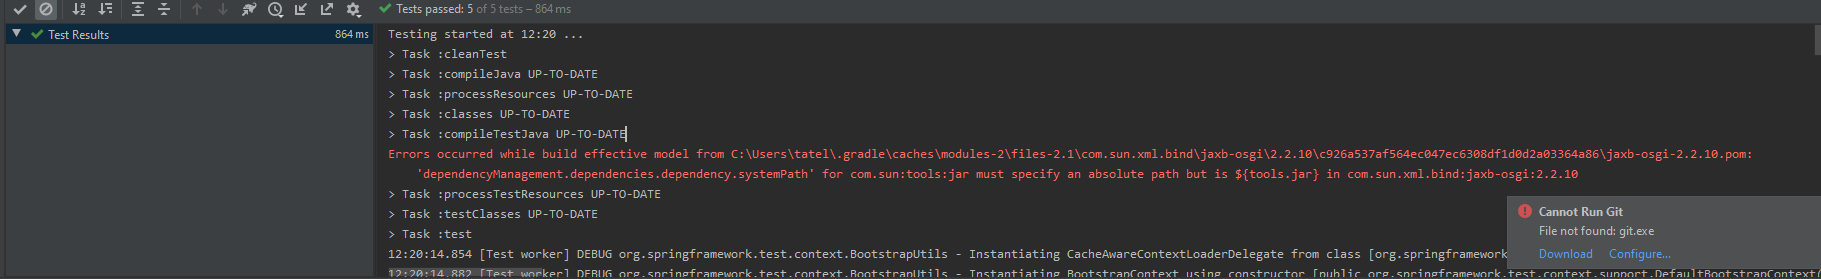 Tests passed: 5 of 5 tests – 864 ms
Test Results 864 ms
Testing started at 12:20 ...
> Task :cleanTest
> Task :compileJava UP-TO-DATE
> Task :processResources UP-TO-DATE
> Task :classes UP-TO-DATE
> Task :compileTestJava UP-TO-DATE
Errors occurred while build effective model from C:\Users\tatel\.gradle\caches\modules-2\files-2.1\com.sun.xml.bind\jaxb-osgi\2.2.10\c926a537af564ec047ec6308df1d0d2a03364a86\jaxb-osgi-2.2.10.pom:
'dependencyManagement.dependencies.dependency.systemPath' for com.sun:tools:jar must specify an absolute path but is ${tools.jar} in com.sun.xml.bind:jaxb-osgi:2.2.10
> Task :processTestResources UP-TO-DATE
> Task :testClasses UP-TO-DATE
> Task :test
12:20:14.854 [Test worker] DEBUG org.springframework.test.context.BootstrapUtils - Instantiating CacheAwareContextLoaderDelegate from class [org.springframework
12:20:14.882 [Test worker] DEBUG org.springframework.test.context.BootstrapUtils - Instantiating BootstrapContext using constructor [public org.springframework.test.context.support.DefaultBootstrapContext(
Cannot Run Git
File not found: git.exe
Download Configure...